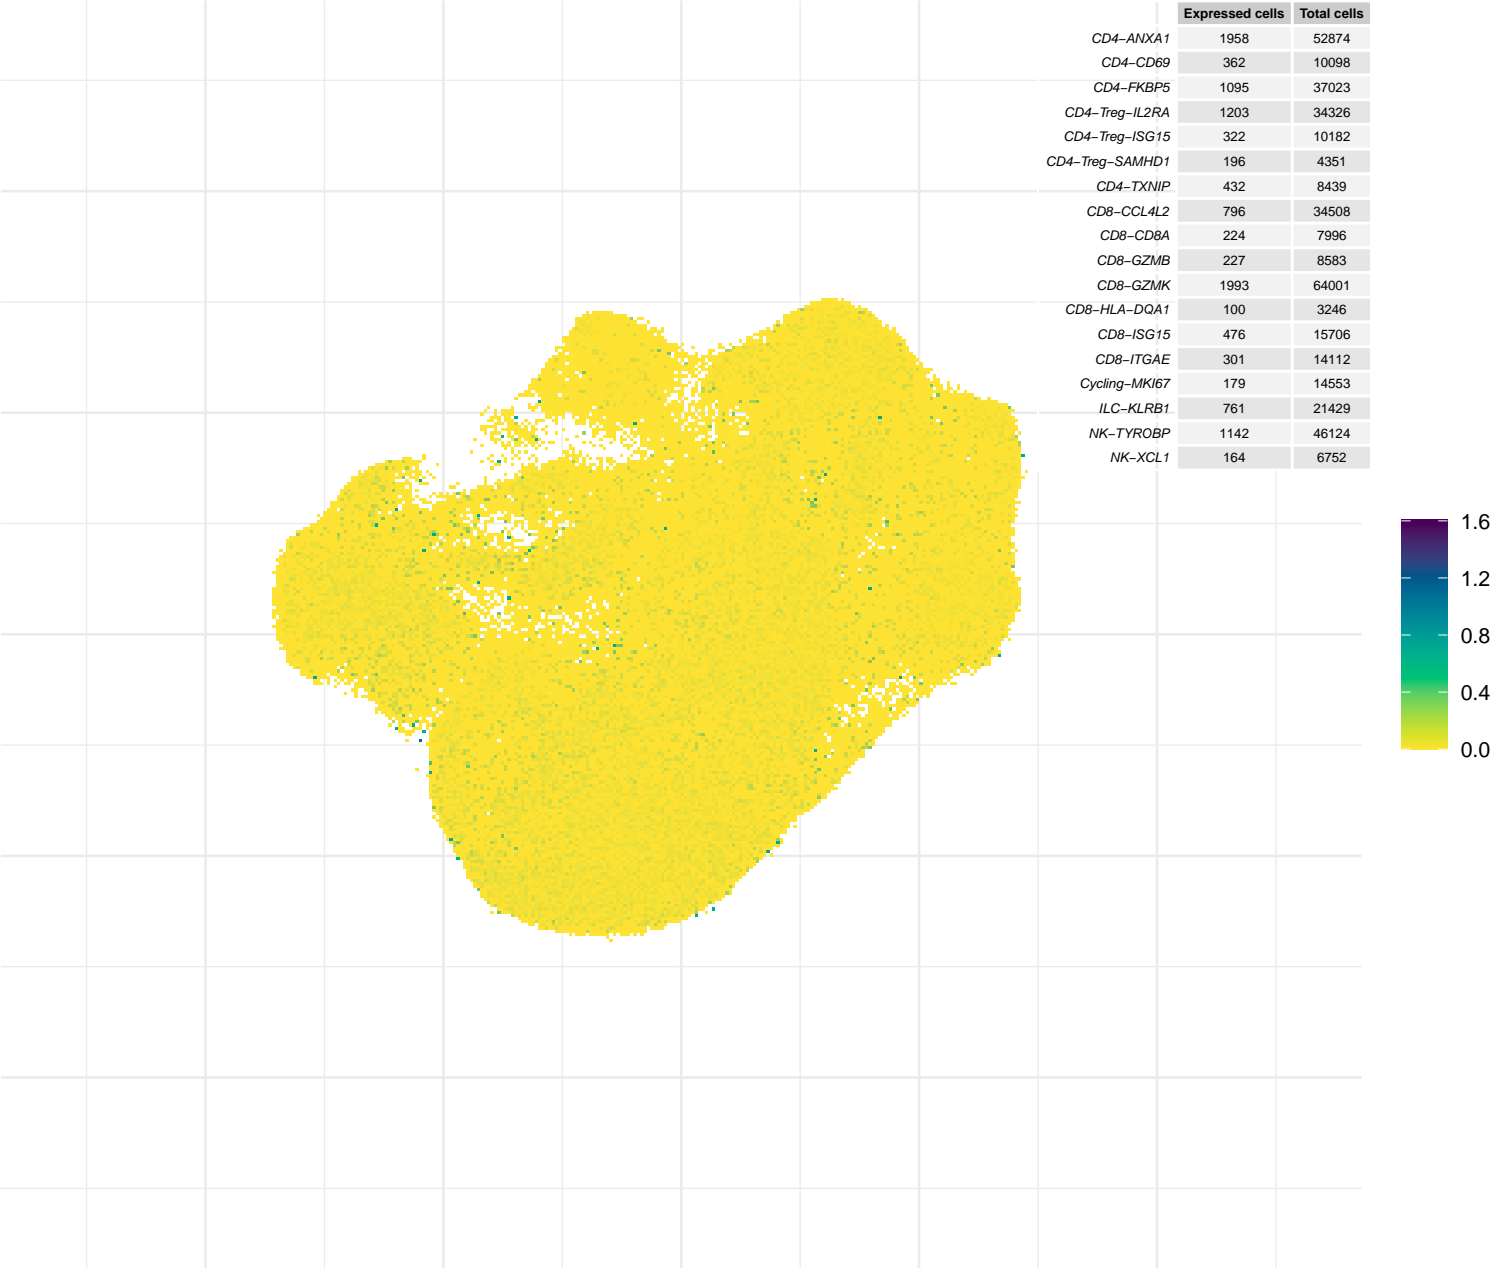 Expressed cells Total cells
CD4−ANXA1 1958 52874
CD4−CD69 362 10098
CD4−FKBP5 1095 37023
CD4−Treg−IL2RA 1203 34326
CD4−Treg−ISG15 322 10182
CD4−Treg−SAMHD1 196 4351
CD4−TXNIP 432 8439
CD8−CCL4L2 796 34508
CD8−CD8A 224 7996
CD8−GZMB 227 8583
CD8−GZMK 1993 64001
CD8−HLA−DQA1 100 3246
CD8−ISG15 476 15706
CD8−ITGAE 301 14112
Cycling−MKI67 179 14553
ILC−KLRB1 761 21429
NK−TYROBP 1142 46124
NK−XCL1 164 6752
1.6
1.2
0.8
0.4
0.0